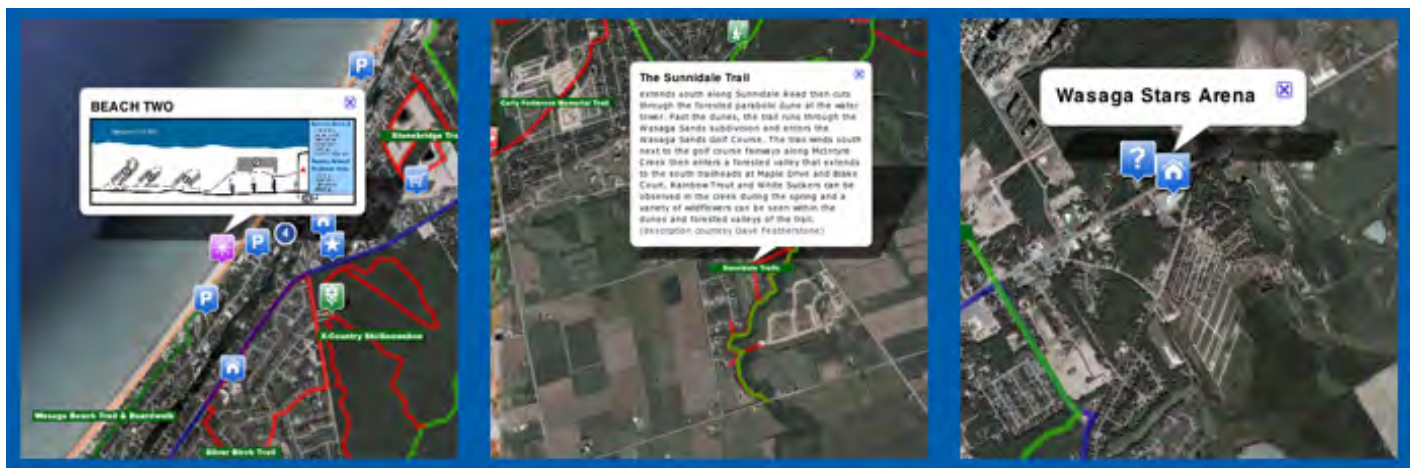 BEACH TWO
P
Stonebridge Tra
P
4
P
X-Country Ski/Snowshoe
Wasaga Beach Trail & Boardwalk
Silver Birch Trail
The Sunnidale Trail
extends south along Sunnidale Road then cuts
through the forested parabolic dune at the water
tower. Past the dunes, the trail runs through the
Wasaga Sands subdivision and enters the
Wasaga Sands Golf Course. The trail winds south
next to the golf course fairways along McIntyre
Creek then enters a forested valley that extends
to the south trailheads at Maple Drive and Blake
Court. Rainbow Trout and White Suckers can be
observed in the creek during the spring and a
variety of wildflowers can be seen within the
dunes and forested valleys of the trail.
(description courtesy Dave Featherstone)
Carly Patterson Memorial Trail
Sunnidale Trails
Wasaga Stars Arena
?